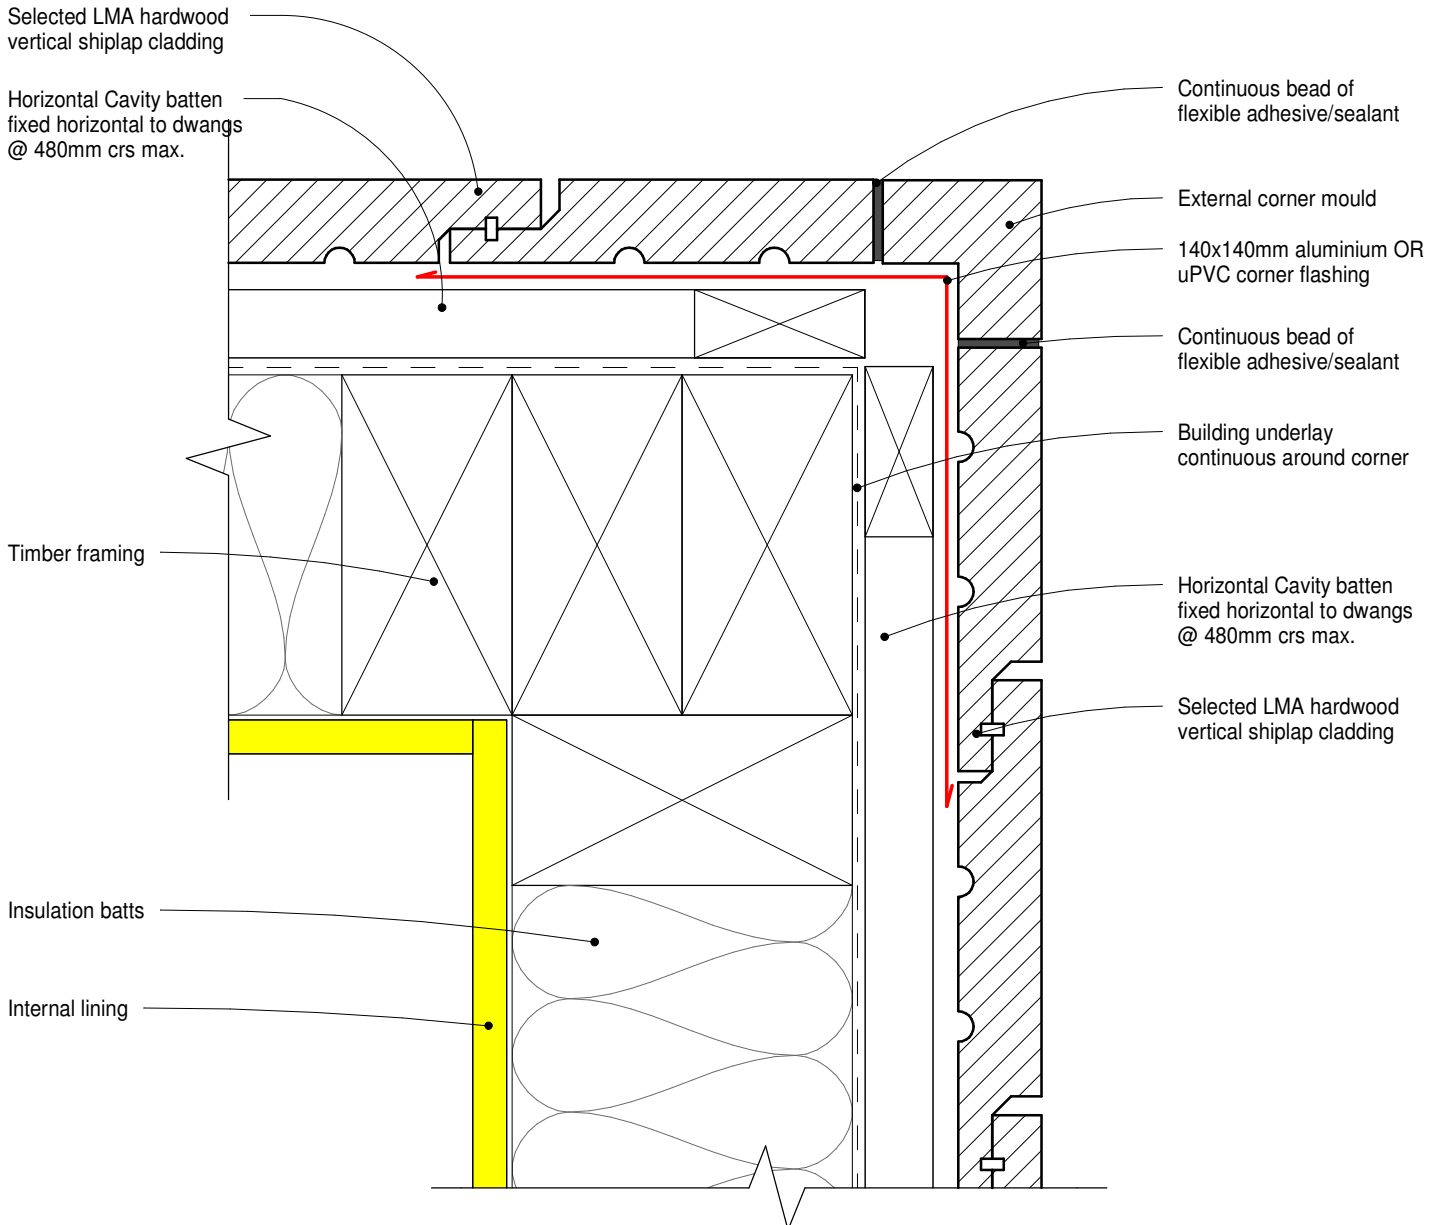 Selected LMA hardwood
vertical shiplap cladding
Horizontal Cavity batten
fixed horizontal to dwangs
@ 480mm crs max.
Timber framing
Insulation batts
Internal lining
Continuous bead of
flexible adhesive/sealant
External corner mould
140x140mm aluminium OR
uPVC corner flashing
Continuous bead of
flexible adhesive/sealant
Building underlay
continuous around corner
Horizontal Cavity batten
fixed horizontal to dwangs
@ 480mm crs max.
Selected LMA hardwood
vertical shiplap cladding